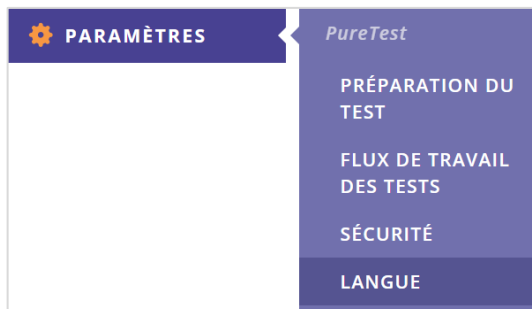 PARAMÈTRES
PureTest
PRÉPARATION DU
TEST
FLUX DE TRAVAIL
DES TESTS
SÉCURITÉ
LANGUE